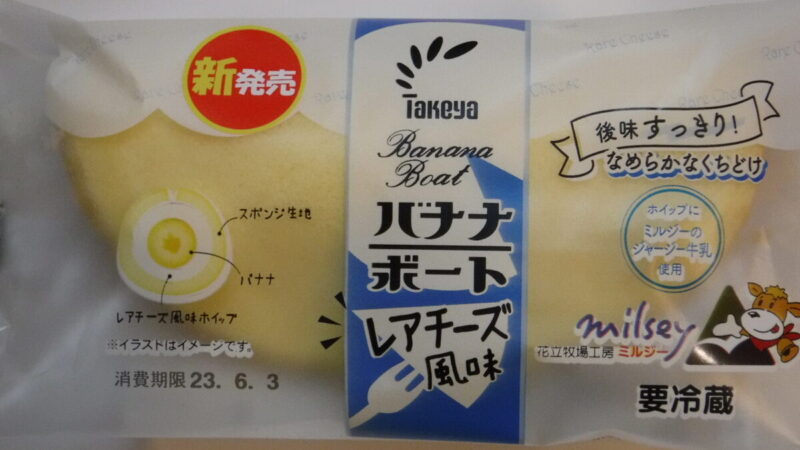 Rare Cheese
Rare Cheese
新発売
Takeya
Banana
Boat
バナナ
ボート
レアチーズ
風味
後味すっきり!
なめらかなくちどけ
ホイップに
ミルジーの
ジャージー牛乳
使用
スポンジ生地
バナナ
レアチーズ風味ホイップ
※イラストはイメージです。
消費期限 23. 6. 3
milsey
花立牧場工房 ミルジー
要冷蔵